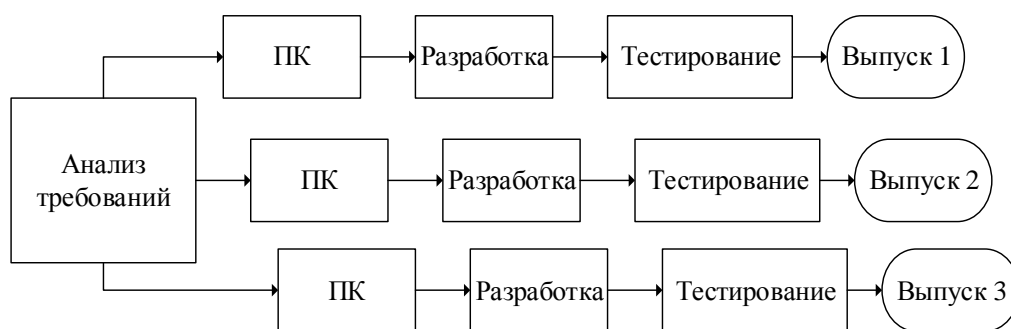 ПК
Разработка
Тестирование
Выпуск 1
Анализ
требований
ПК
Разработка
Тестирование
Выпуск 2
ПК
Разработка
Тестирование
Выпуск 3